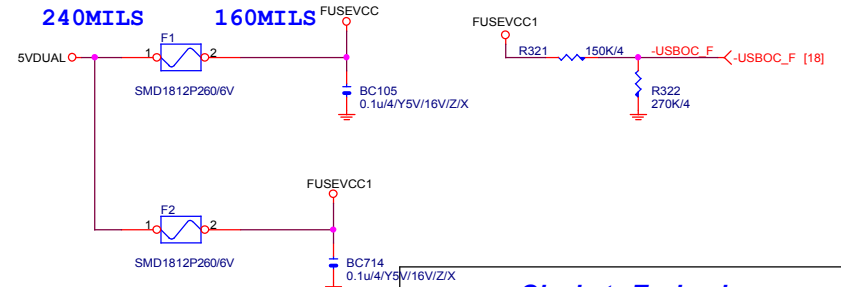 240MILS 160MILS FUSEVCC
FUSEVCC1
F1
5VDUAL 1 2
R321 150K/4 -USBOC_F -USBOC_F [18]
SMD1812P260/6V
BC105
0.1u/4/Y5V/16V/Z/X
R322
270K/4
FUSEVCC1
F2
1 2
SMD1812P260/6V
BC714
0.1u/4/Y5V/16V/Z/X